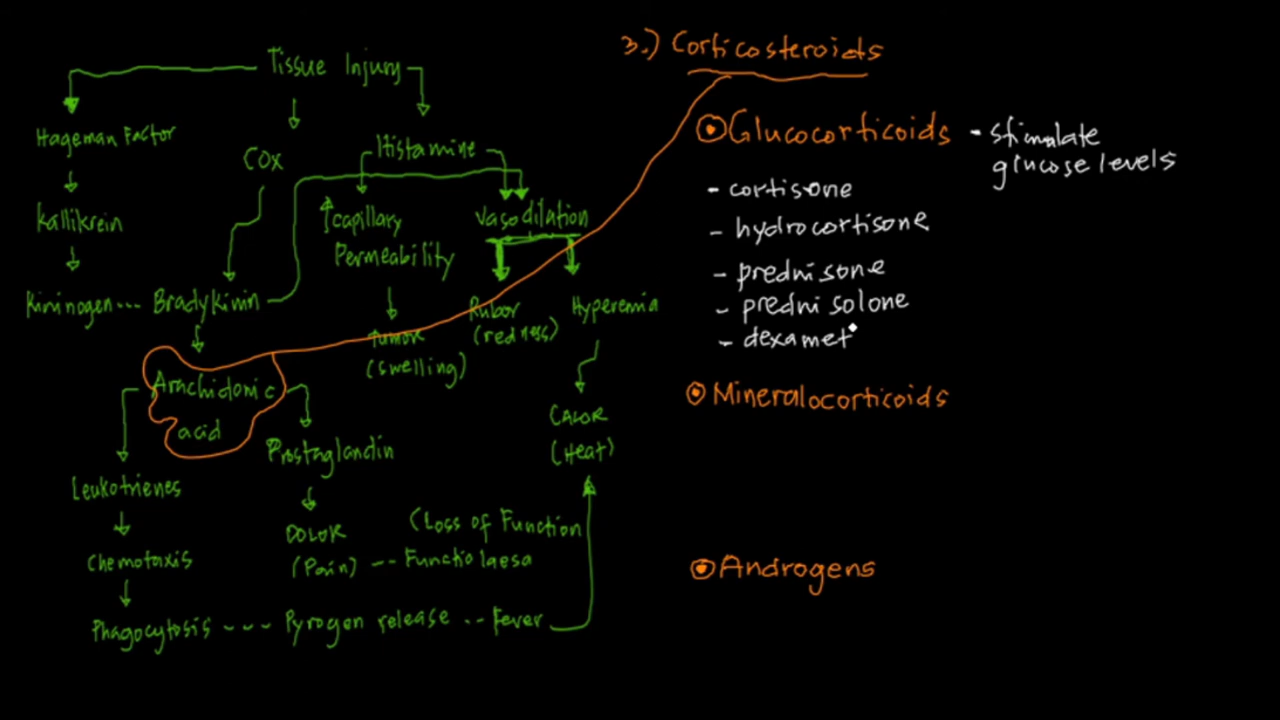 Tissue Injury
Hageman Factor
COX
Histamine
Kallikrein
Capillary
Permeability
Vasodilation
Kininogen --- Bradykinin
Tumor
(swelling)
Rubor
(redness)
Hyperemia
Arachidonic
acid
CALOR
(Heat)
Prostaglandin
Leukotrienes
DOLOR
(Pain) -- Functio laesa
(Loss of Function
Chemotaxis
Phagocytosis --- Pyrogen release -- Fever
3.) Corticosteroids
Glucocorticoids - stimulate
glucose levels
- cortisone
- hydrocortisone
- prednisone
- prednisolone
- dexamet
Mineralocorticoids
Androgens